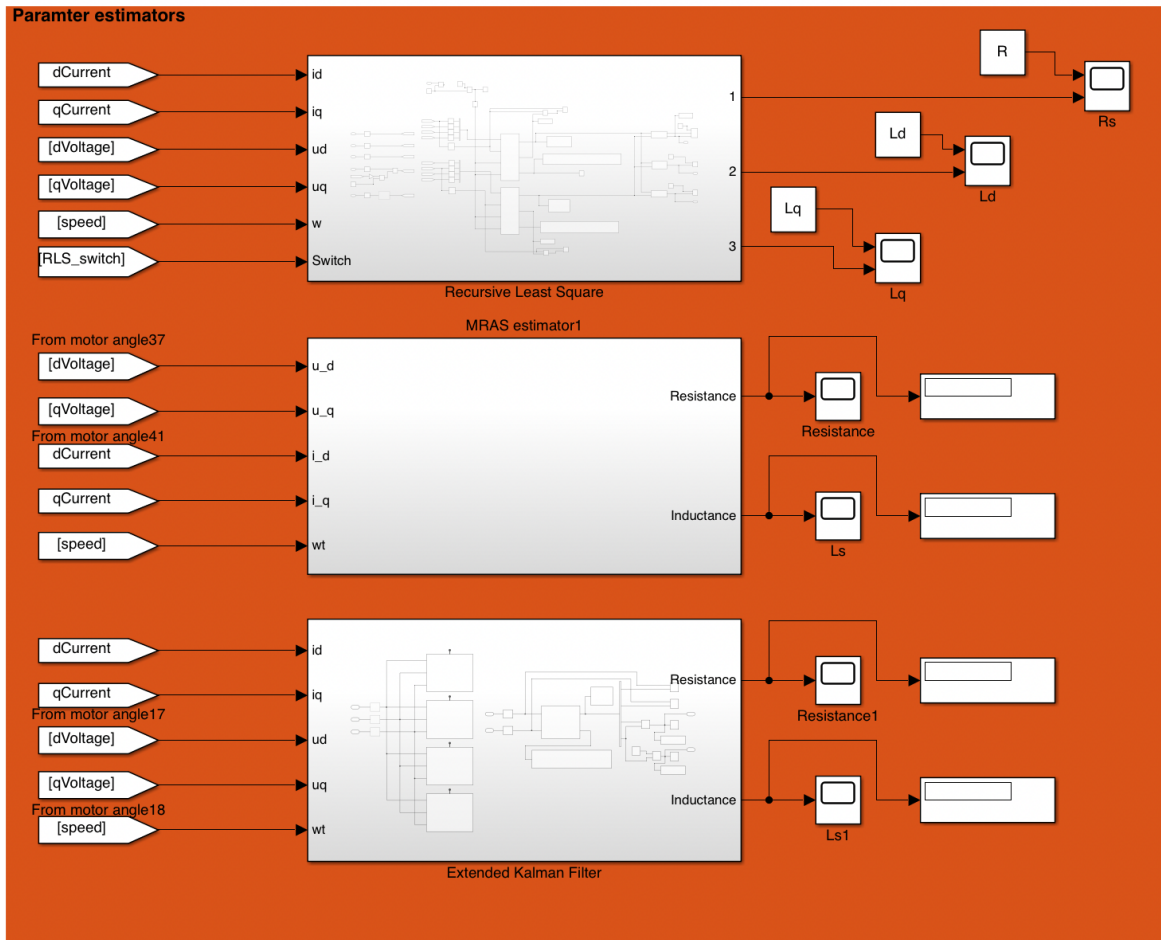 Paramter estimators
dCurrent
qCurrent
[dVoltage]
[qVoltage]
[speed]
[RLS_switch]
id
iq
ud
uq
w
Switch
1
2
3
Recursive Least Square
R
Rs
Ld
Ld
Lq
Lq
MRAS estimator1
From motor angle37
[dVoltage]
[qVoltage]
From motor angle41
dCurrent
qCurrent
[speed]
u_d
u_q
i_d
i_q
wt
Resistance
Inductance
Resistance
Ls
dCurrent
qCurrent
From motor angle17
[dVoltage]
[qVoltage]
From motor angle18
[speed]
id
iq
ud
uq
wt
Resistance
Inductance
Extended Kalman Filter
Resistance1
Ls1